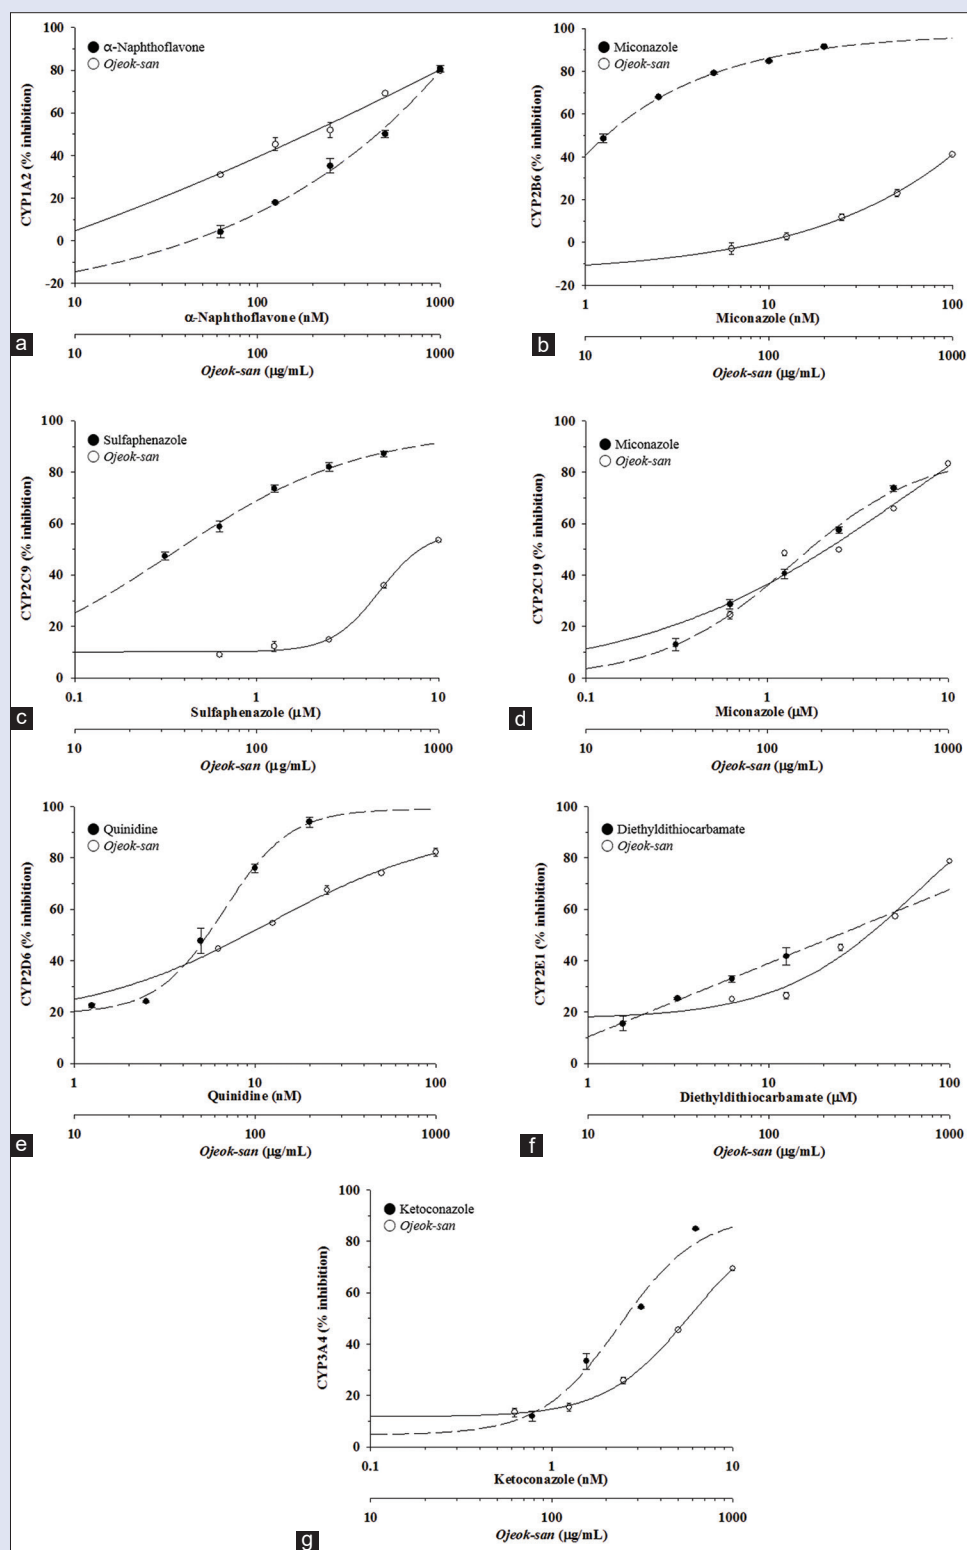 100
80
60
40
20
0
-20
CYP1A2 (% inhibition)
α-Naphthoflavone
Ojeok-san
10 100 1000
α-Naphthoflavone (nM)
10 100 1000
Ojeok-san (μg/mL)
a
100
80
60
40
20
0
-20
CYP2B6 (% inhibition)
Miconazole
Ojeok-san
1 10 100
Miconazole (nM)
10 100 1000
Ojeok-san (μg/mL)
b
100
80
60
40
20
0
CYP2C9 (% inhibition)
Sulfaphenazole
Ojeok-san
0.1 1 10
Sulfaphenazole (μM)
10 100 1000
Ojeok-san (μg/mL)
c
100
80
60
40
20
0
CYP2C19 (% inhibition)
Miconazole
Ojeok-san
0.1 1 10
Miconazole (μM)
10 100 1000
Ojeok-san (μg/mL)
d
100
80
60
40
20
0
CYP2D6 (% inhibition)
Quinidine
Ojeok-san
1 10 100
Quinidine (nM)
10 100 1000
Ojeok-san (μg/mL)
e
100
80
60
40
20
0
CYP2E1 (% inhibition)
Diethyldithiocarbamate
Ojeok-san
1 10 100
Diethyldithiocarbamate (μM)
10 100 1000
Ojeok-san (μg/mL)
f
100
80
60
40
20
0
CYP3A4 (% inhibition)
Ketoconazole
Ojeok-san
0.1 1 10
Ketoconazole (nM)
10 100 1000
Ojeok-san (μg/mL)
g